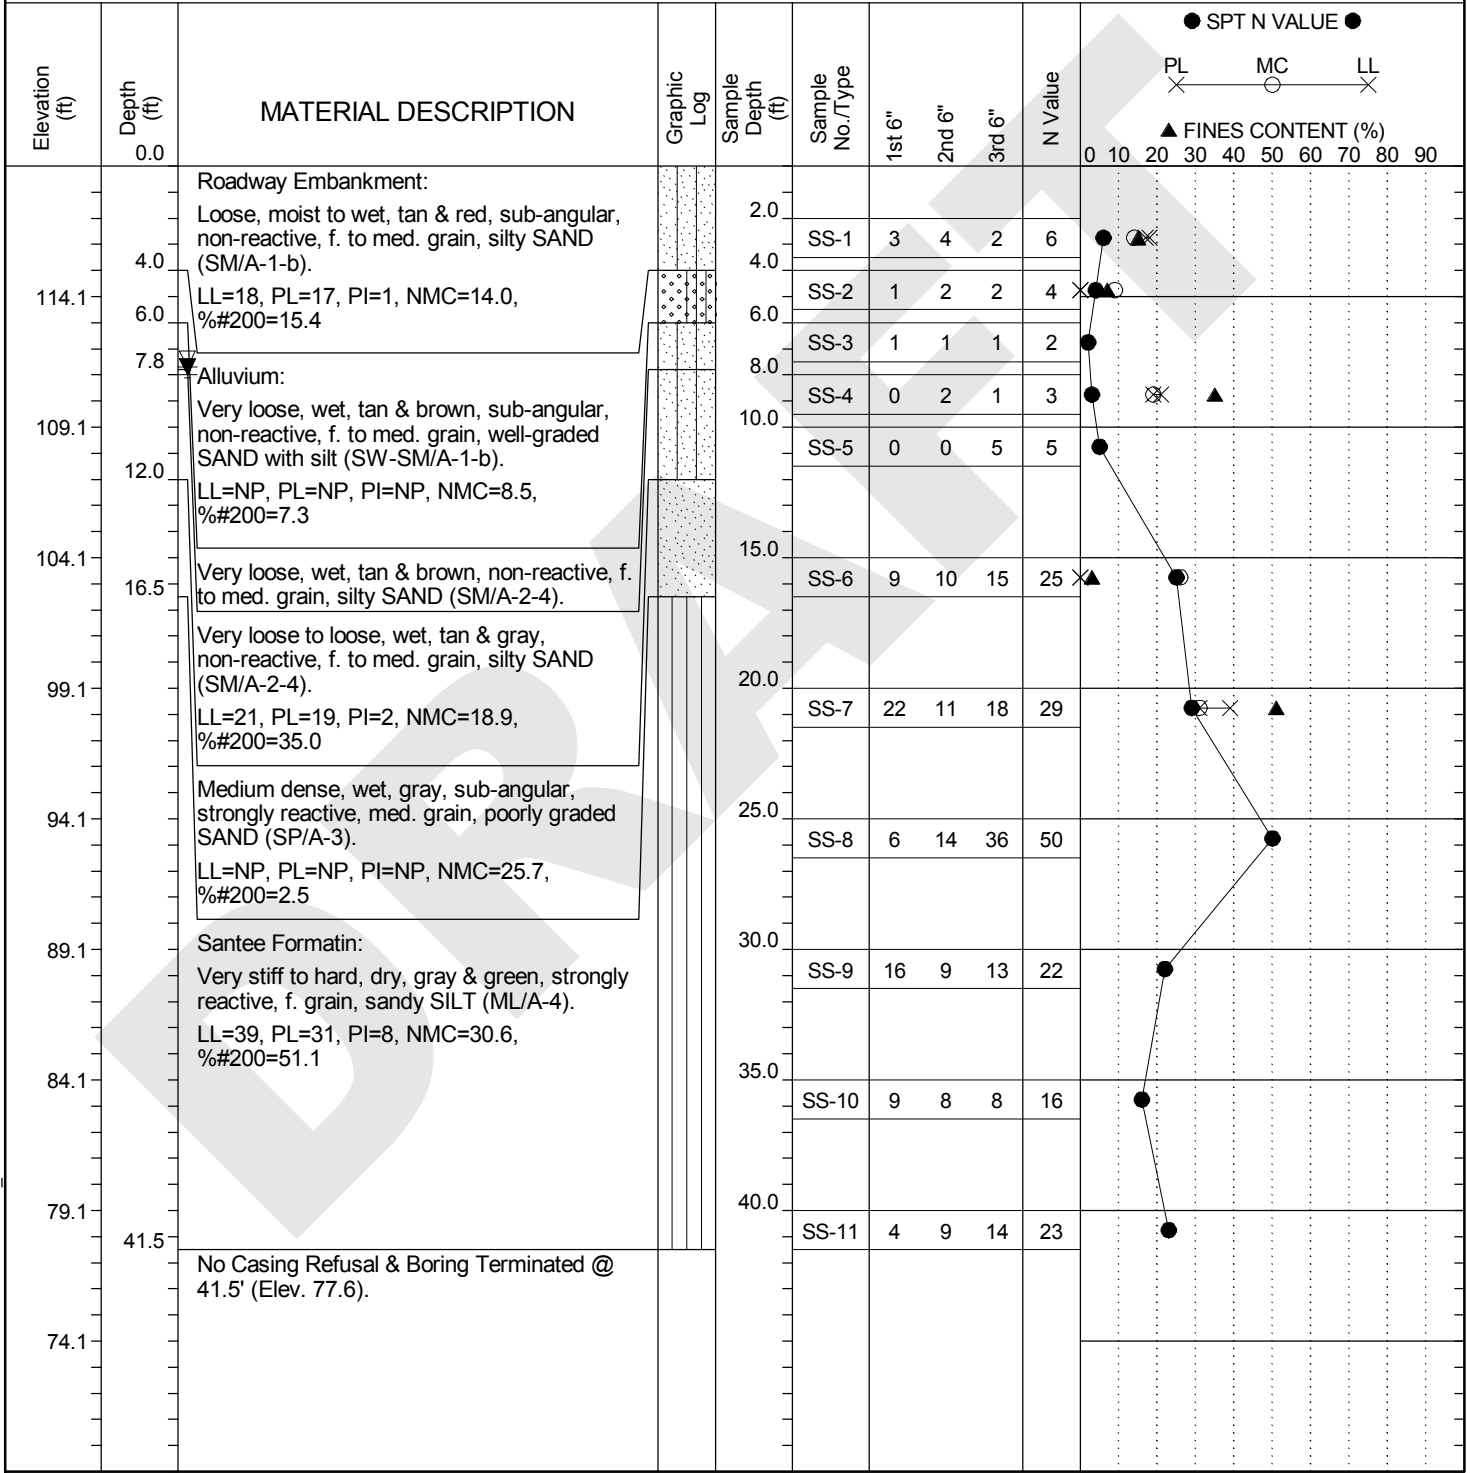 ● SPT N VALUE ●
PL MC LL
▲ FINES CONTENT (%)
0 10 20 30 40 50 60 70 80 90
Elevation (ft)
Depth (ft)
0.0
MATERIAL DESCRIPTION
Graphic Log
Sample Depth (ft)
Sample No./Type
1st 6"
2nd 6"
3rd 6"
N Value
Roadway Embankment:
Loose, moist to wet, tan & red, sub-angular,
non-reactive, f. to med. grain, silty SAND
(SM/A-1-b).
LL=18, PL=17, PI=1, NMC=14.0,
%#200=15.4
Alluvium:
Very loose, wet, tan & brown, sub-angular,
non-reactive, f. to med. grain, well-graded
SAND with silt (SW-SM/A-1-b).
LL=NP, PL=NP, PI=NP, NMC=8.5,
%#200=7.3
Very loose, wet, tan & brown, non-reactive, f.
to med. grain, silty SAND (SM/A-2-4).
Very loose to loose, wet, tan & gray,
non-reactive, f. to med. grain, silty SAND
(SM/A-2-4).
LL=21, PL=19, PI=2, NMC=18.9,
%#200=35.0
Medium dense, wet, gray, sub-angular,
strongly reactive, med. grain, poorly graded
SAND (SP/A-3).
LL=NP, PL=NP, PI=NP, NMC=25.7,
%#200=2.5
Santee Formatin:
Very stiff to hard, dry, gray & green, strongly
reactive, f. grain, sandy SILT (ML/A-4).
LL=39, PL=31, PI=8, NMC=30.6,
%#200=51.1
No Casing Refusal & Boring Terminated @
41.5' (Elev. 77.6).
114.1
109.1
104.1
99.1
94.1
89.1
84.1
79.1
74.1
4.0
6.0
7.8
12.0
16.5
41.5
2.0
SS-1 3 4 2 6
4.0
SS-2 1 2 2 4
6.0
SS-3 1 1 1 2
8.0
SS-4 0 2 1 3
10.0
SS-5 0 0 5 5
15.0
SS-6 9 10 15 25
20.0
SS-7 22 11 18 29
25.0
SS-8 6 14 36 50
30.0
SS-9 16 9 13 22
35.0
SS-10 9 8 8 16
40.0
SS-11 4 9 14 23
DRAFT